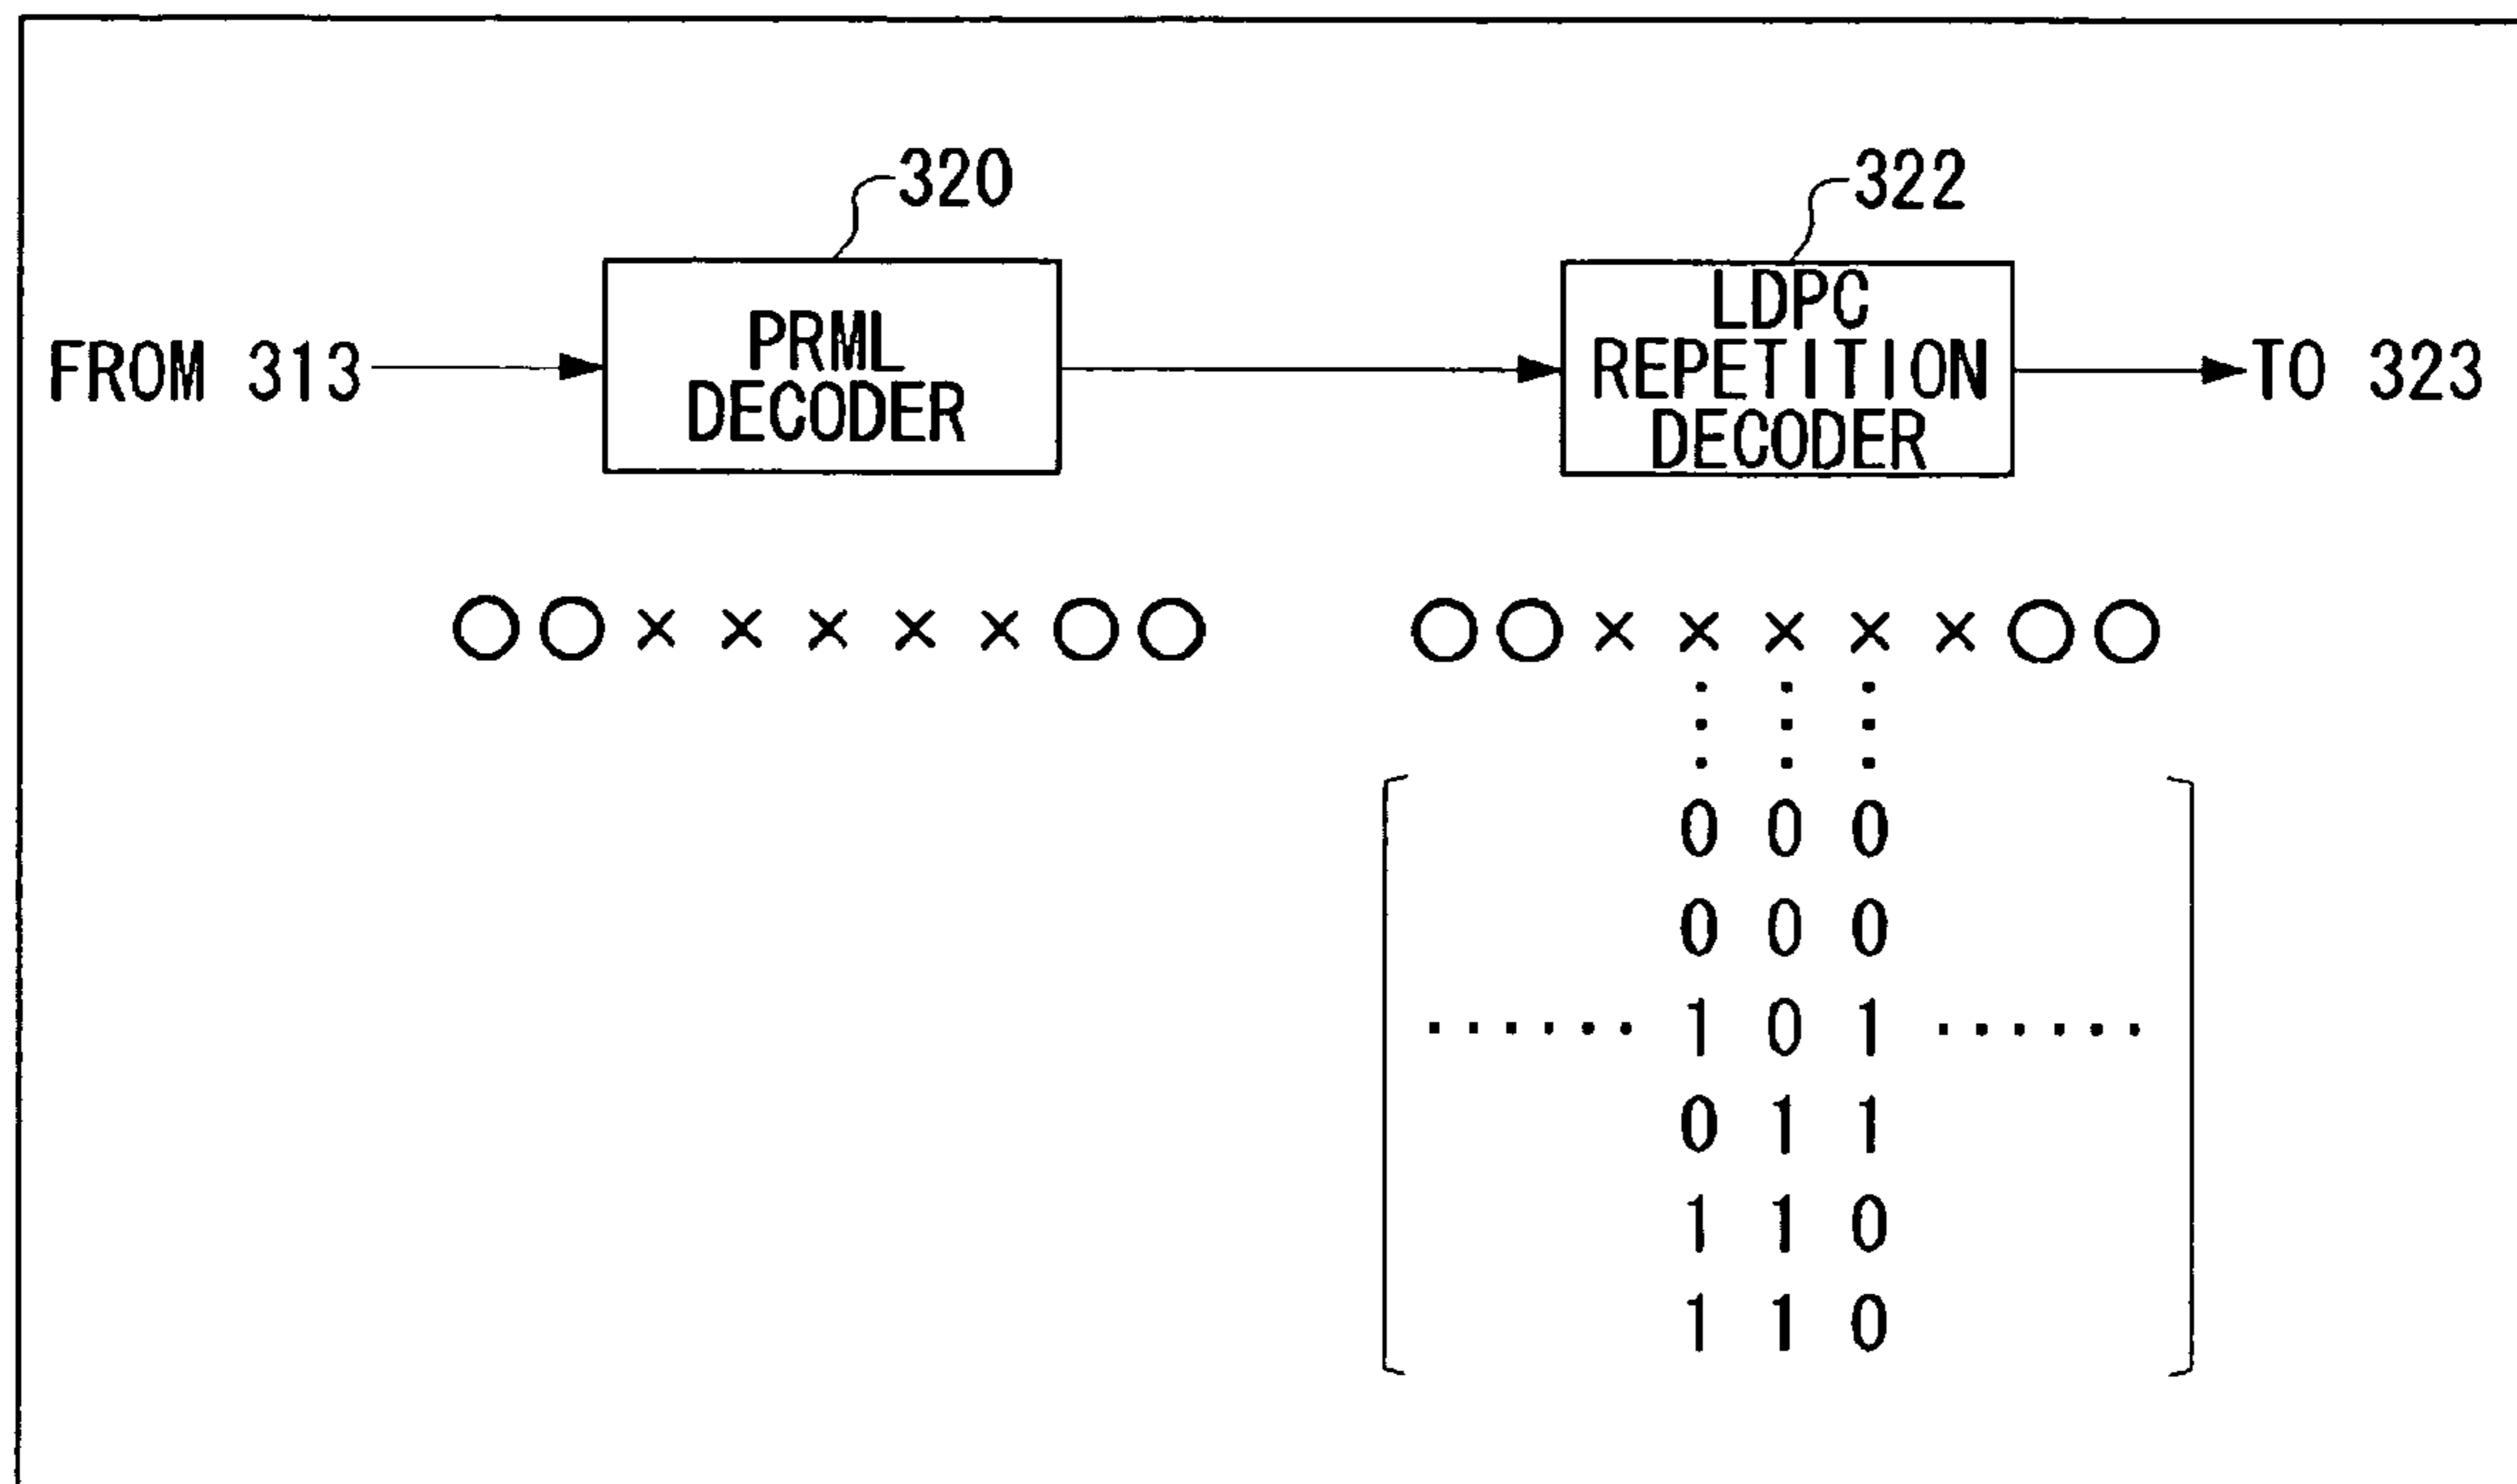 320
322
FROM 313
PRML
DECODER
LDPC
REPETITION
DECODER
TO 323
○○×××××○○
○○×××××○○
0 0 0
0 0 0
...... 1 0 1 ......
0 1 1
1 1 0
1 1 0